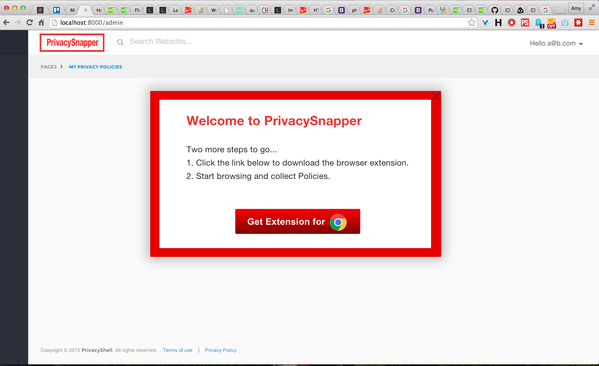 Amy
localhost:8000/admin
PrivacySnapper
Search Websites...
Hello a@b.com
PAGES > MY PRIVACY POLICIES
Welcome to PrivacySnapper
Two more steps to go...
1. Click the link below to download the browser extension.
2. Start browsing and collect Policies.
Get Extension for
Copyright © 2015 PrivacyShell. All rights reserved. Terms of use | Privacy Policy